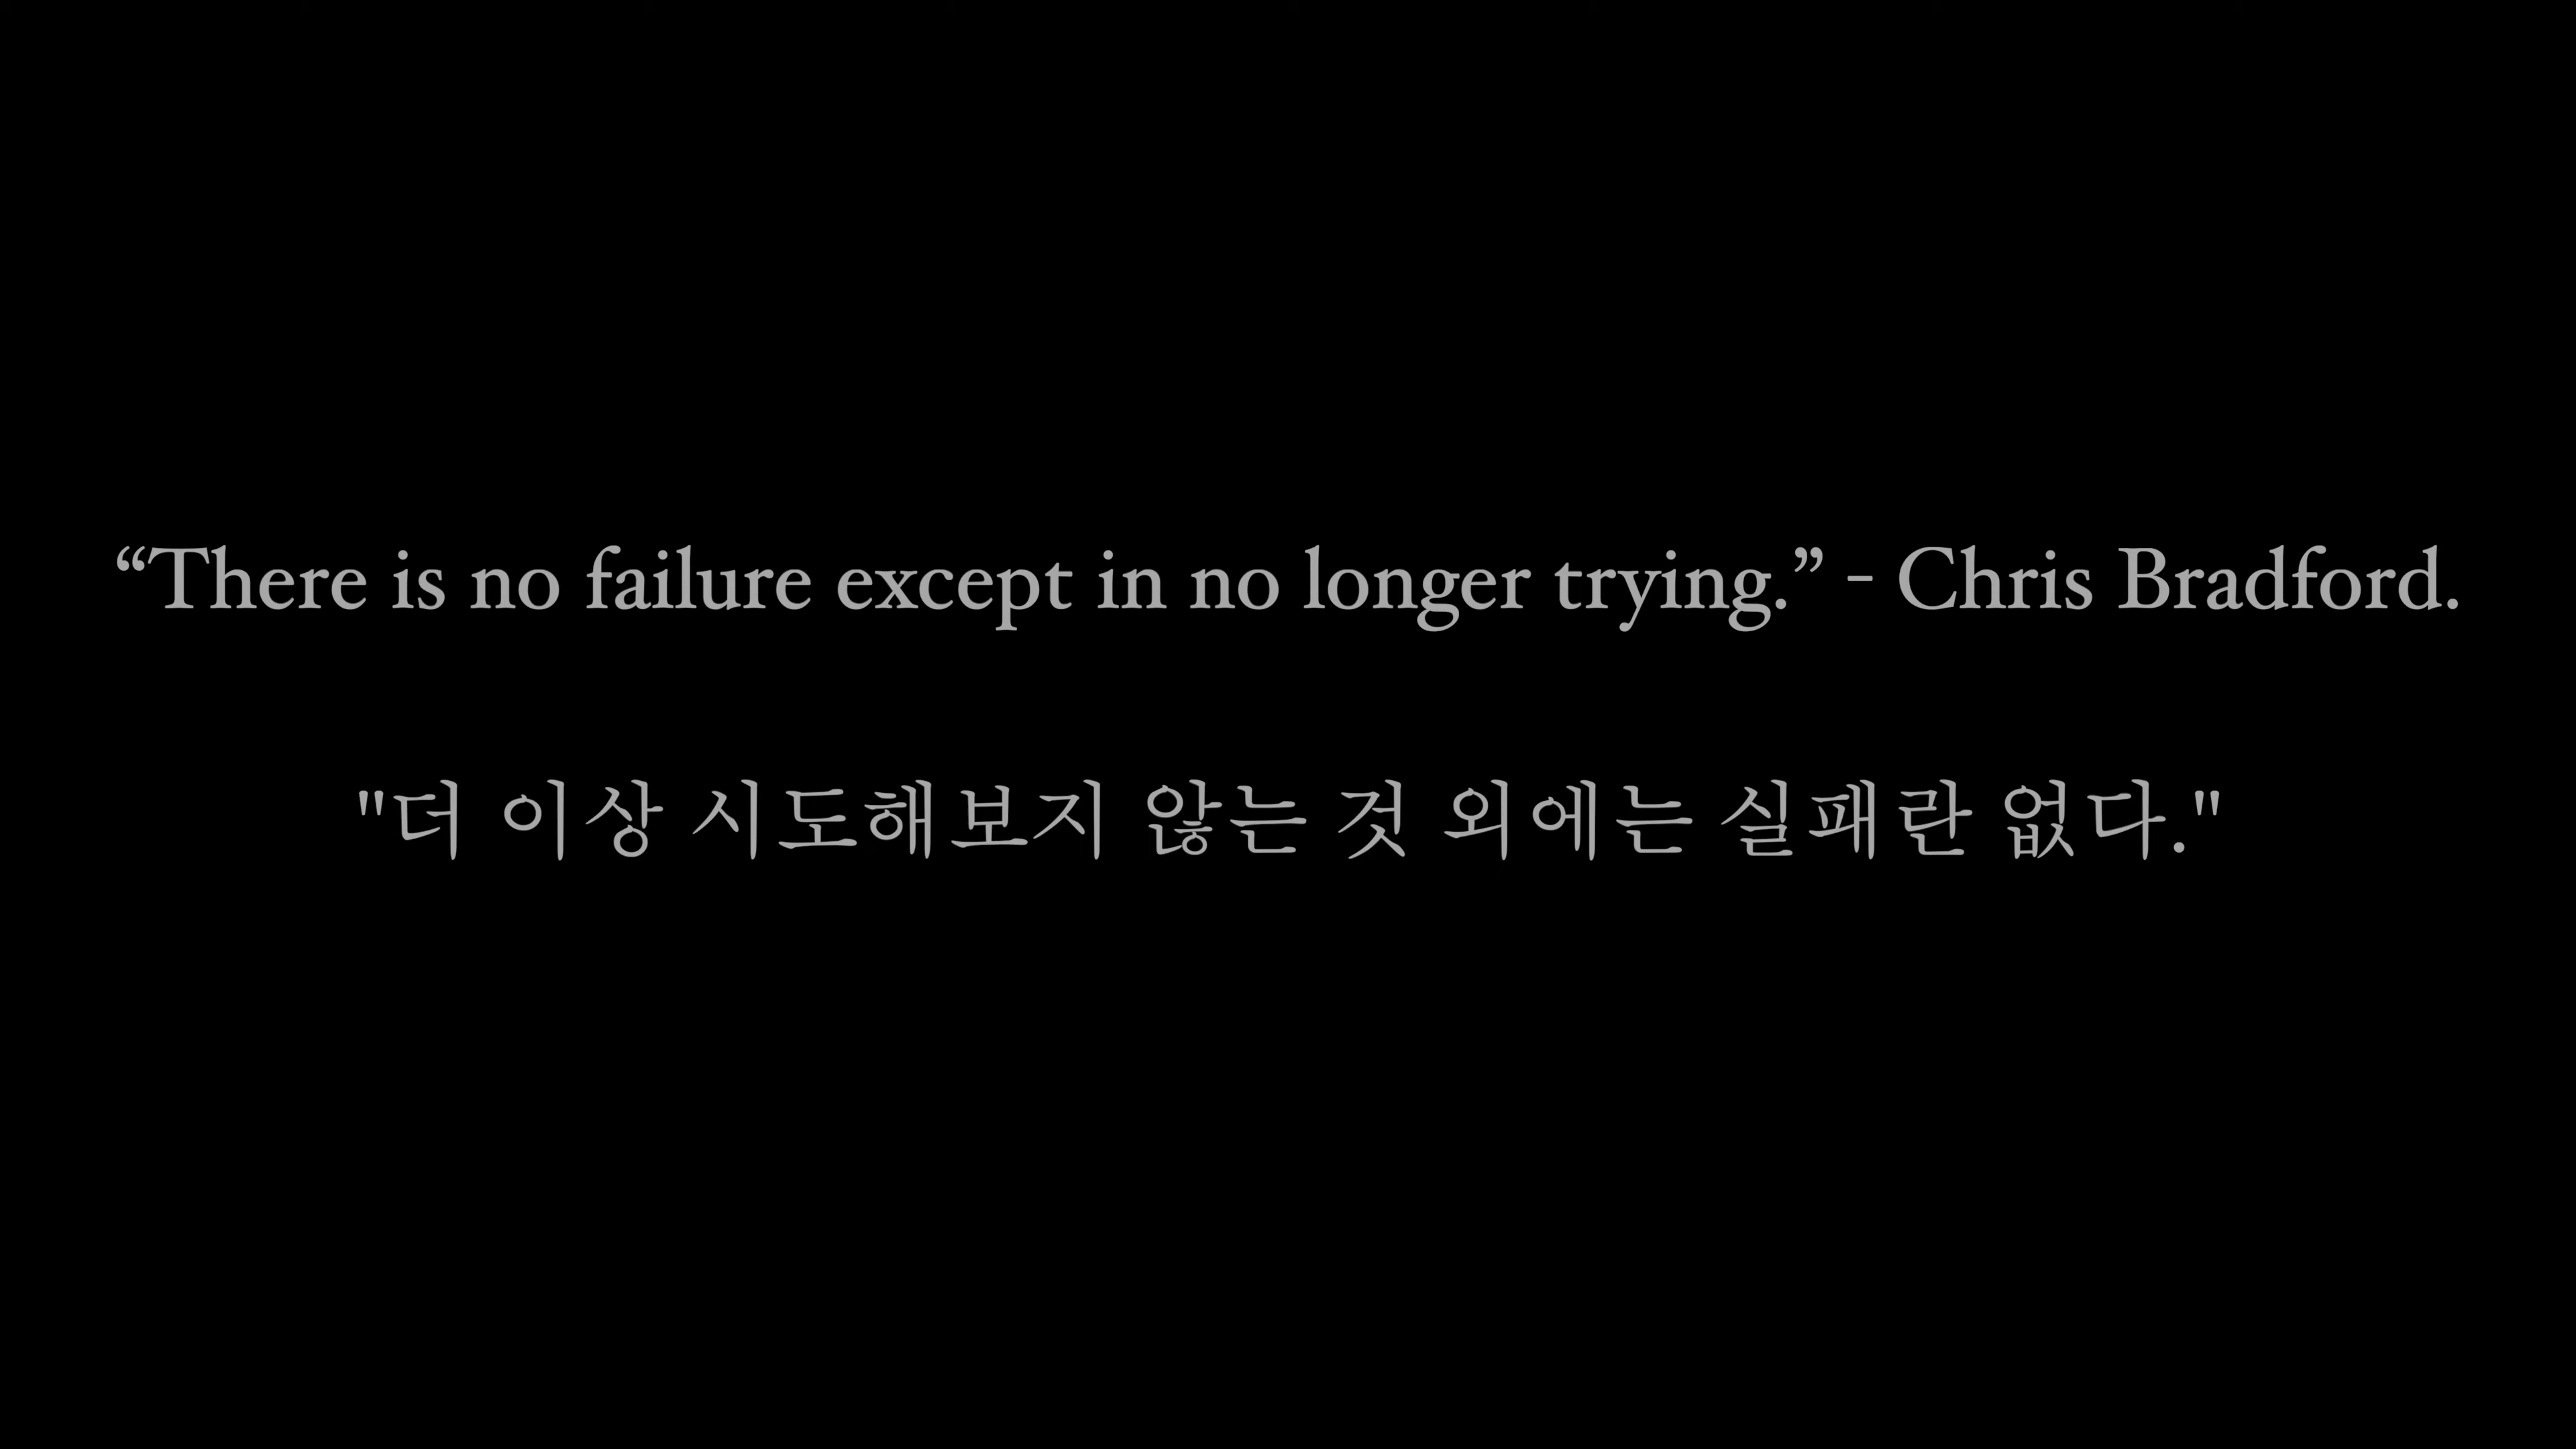 “There is no failure except in no longer trying.” - Chris Bradford.
"더 이상 시도해보지 않는 것 외에는 실패란 없다."